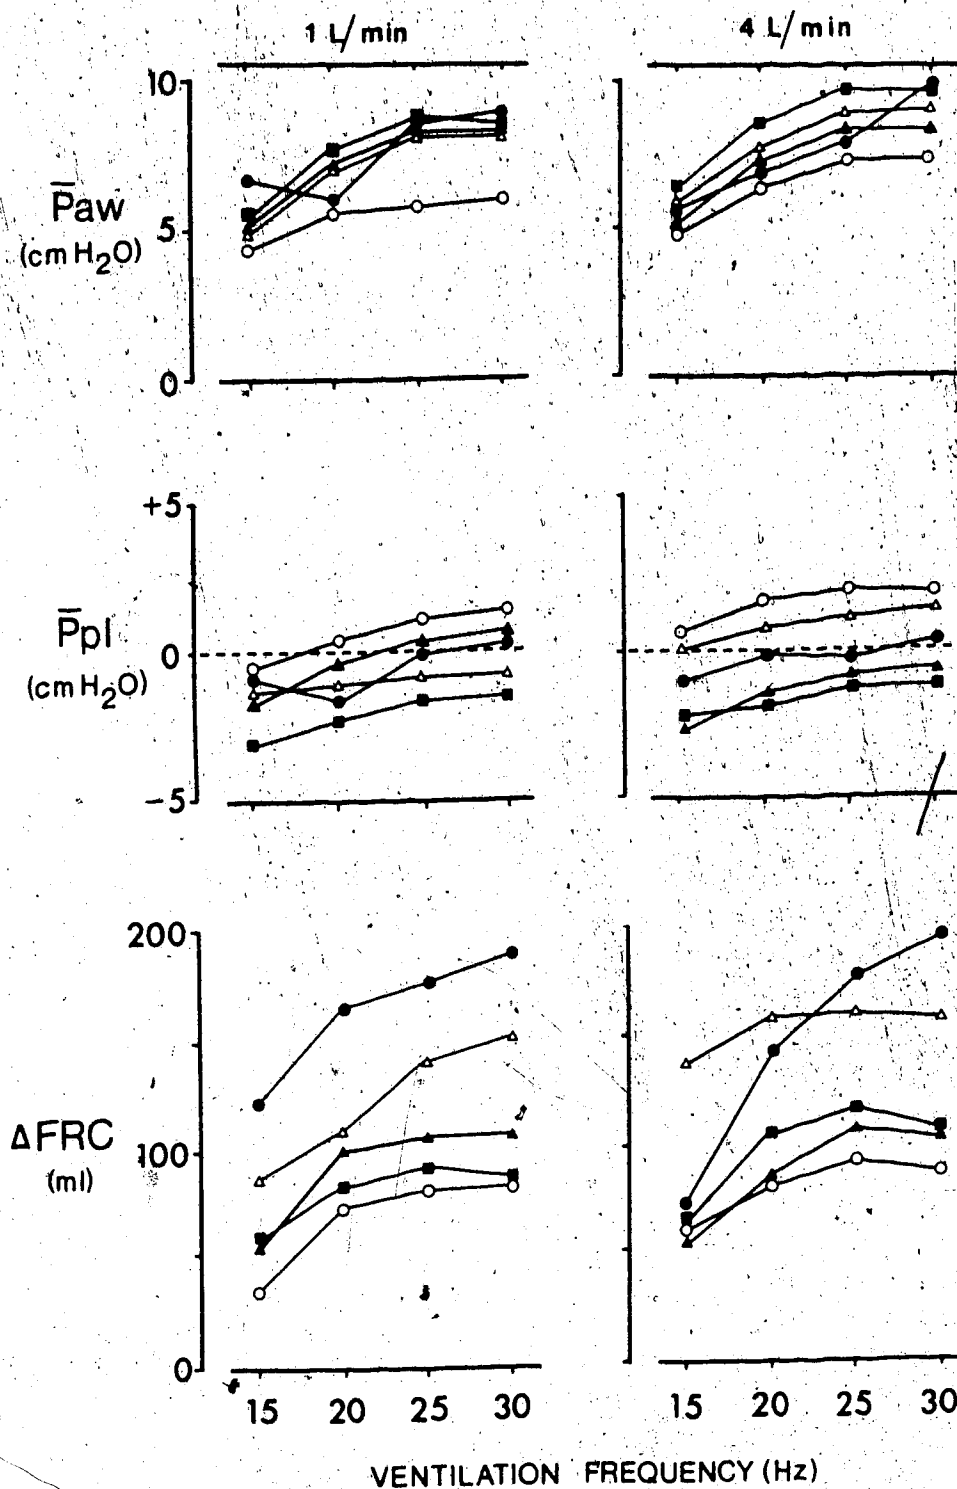 1 L/min 4 L/min
10
P̅aw
(cm H₂O)
5
0
+5
P̅pl
(cm H₂O)
0
−5
200
ΔFRC
(ml)
100
0
15 20 25 30 15 20 25 30
VENTILATION FREQUENCY (Hz)